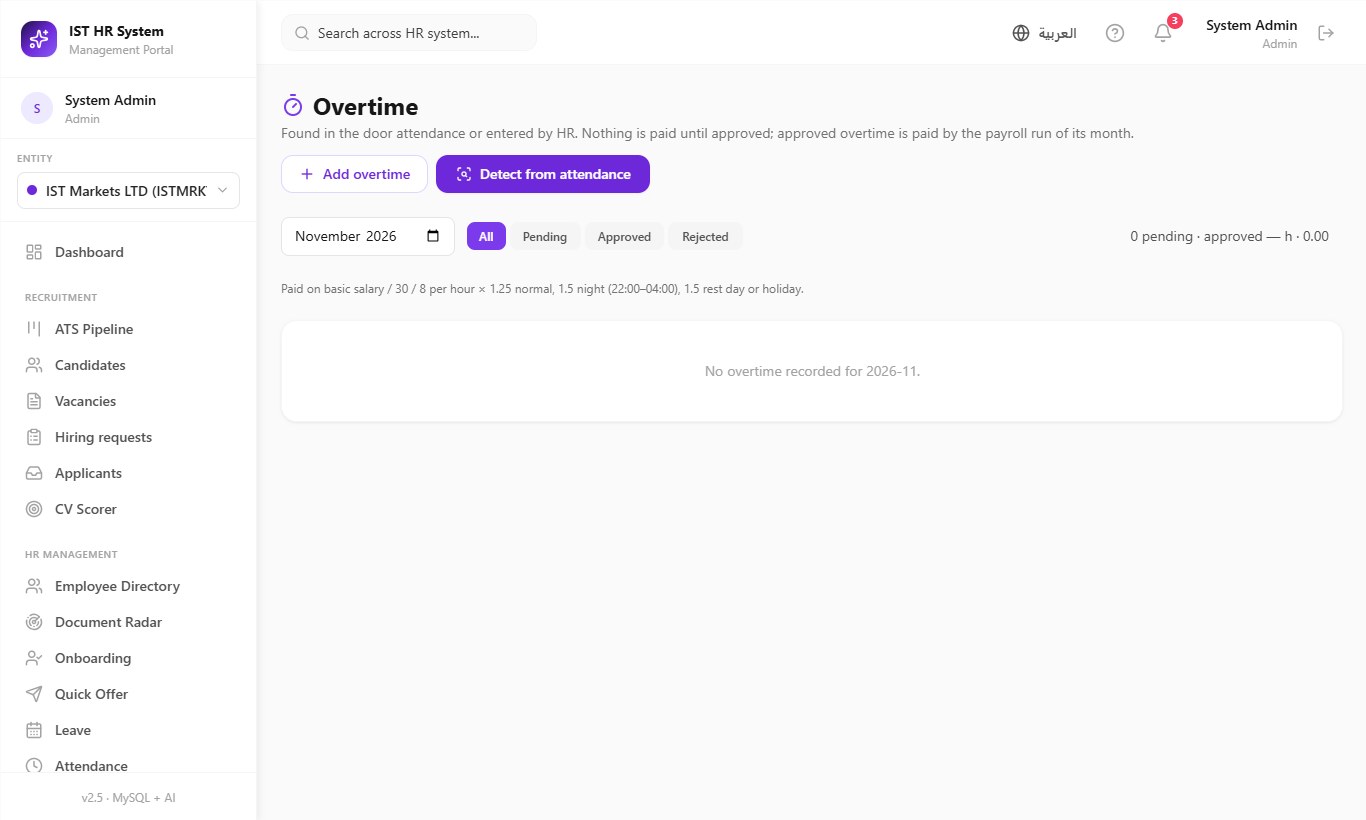 IST HR System
Management Portal
S
System Admin
Admin
ENTITY
IST Markets LTD (ISTMRK
Dashboard
RECRUITMENT
ATS Pipeline
Candidates
Vacancies
Hiring requests
Applicants
CV Scorer
HR MANAGEMENT
Employee Directory
Document Radar
Onboarding
Quick Offer
Leave
Attendance
v2.5 · MySQL + AI
Search across HR system...
العربية
3
System Admin
Admin
Overtime
Found in the door attendance or entered by HR. Nothing is paid until approved; approved overtime is paid by the payroll run of its month.
Add overtime
Detect from attendance
November 2026
All
Pending
Approved
Rejected
0 pending · approved — h · 0.00
Paid on basic salary / 30 / 8 per hour × 1.25 normal, 1.5 night (22:00–04:00), 1.5 rest day or holiday.
No overtime recorded for 2026-11.